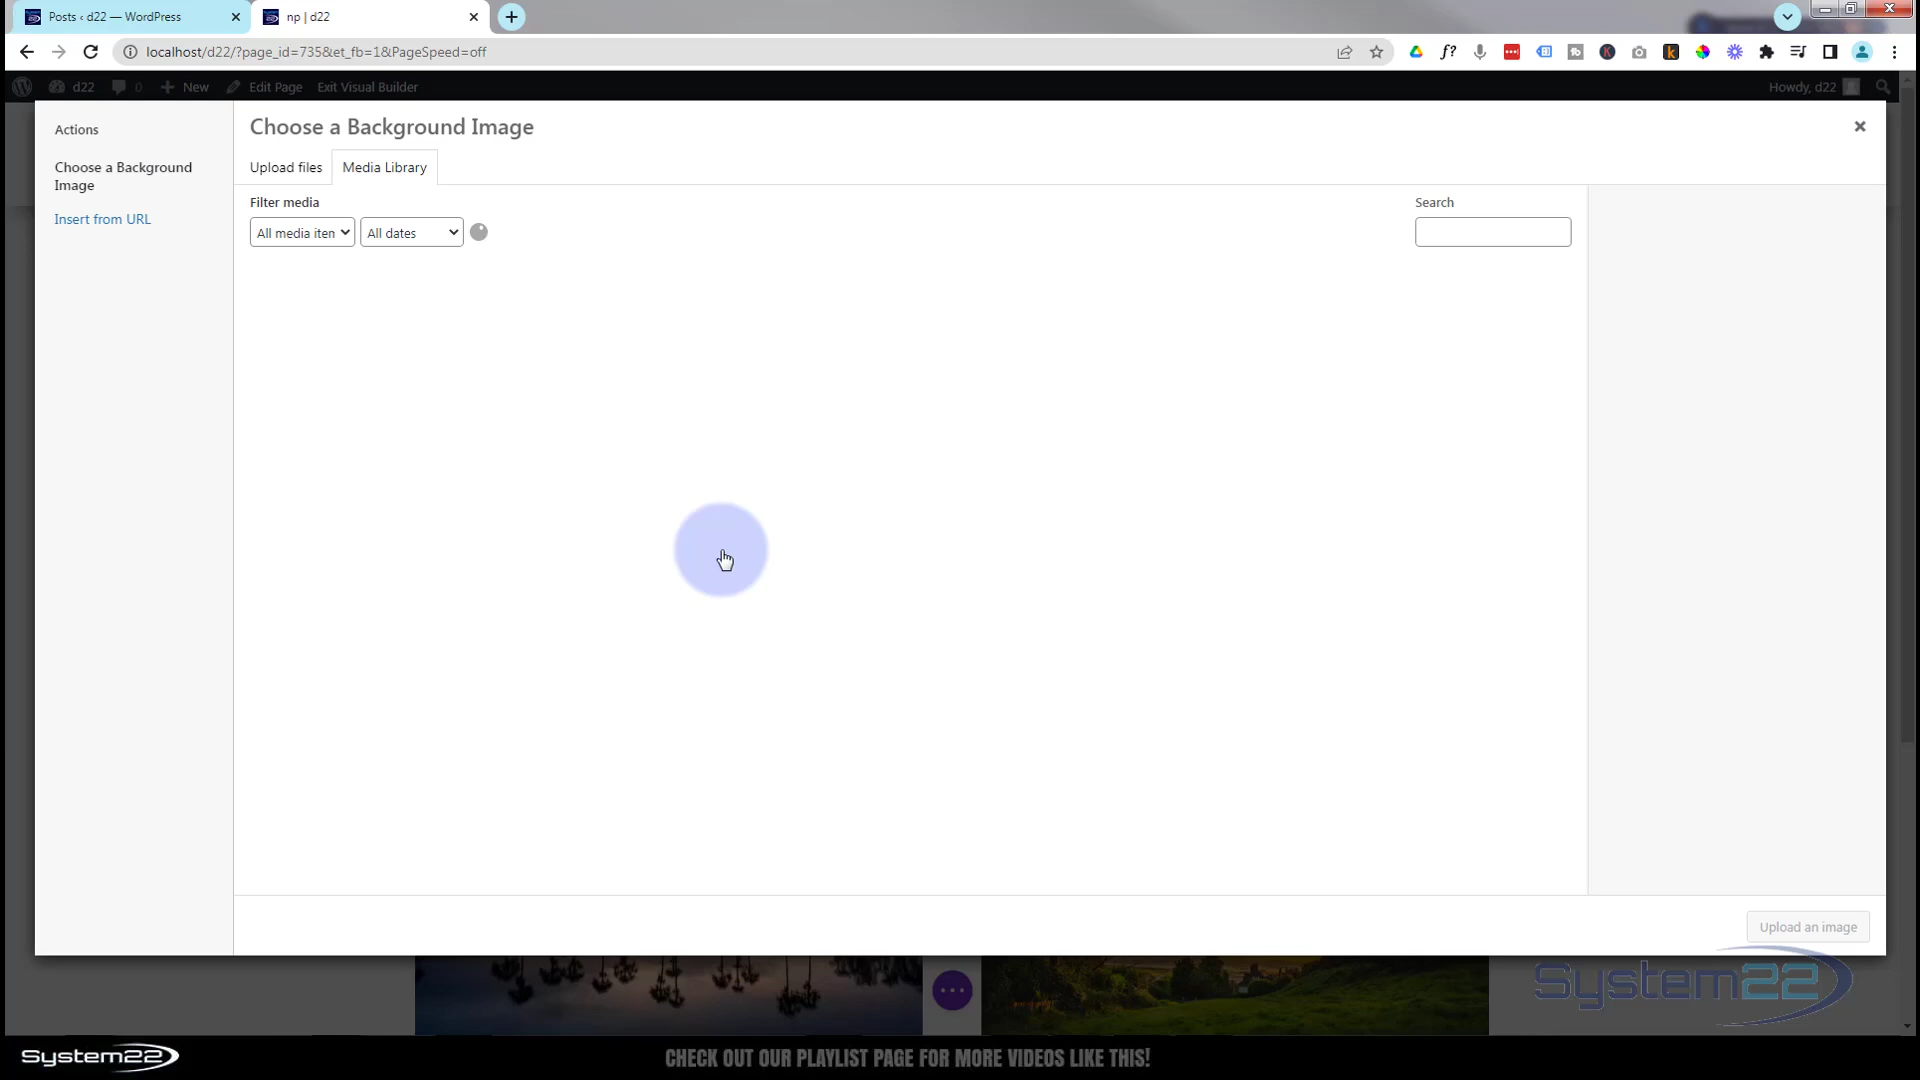 Posts ‹ d22 — WordPress
np | d22
localhost/d22/?page_id=735&et_fb=1&PageSpeed=off
d22
0
New
Edit Page
Exit Visual Builder
Howdy, d22
Actions
Choose a Background
Image
Insert from URL
Choose a Background Image
Upload files
Media Library
Filter media
All media iten
All dates
Search
Upload an image
System22
System22
CHECK OUT OUR PLAYLIST PAGE FOR MORE VIDEOS LIKE THIS!